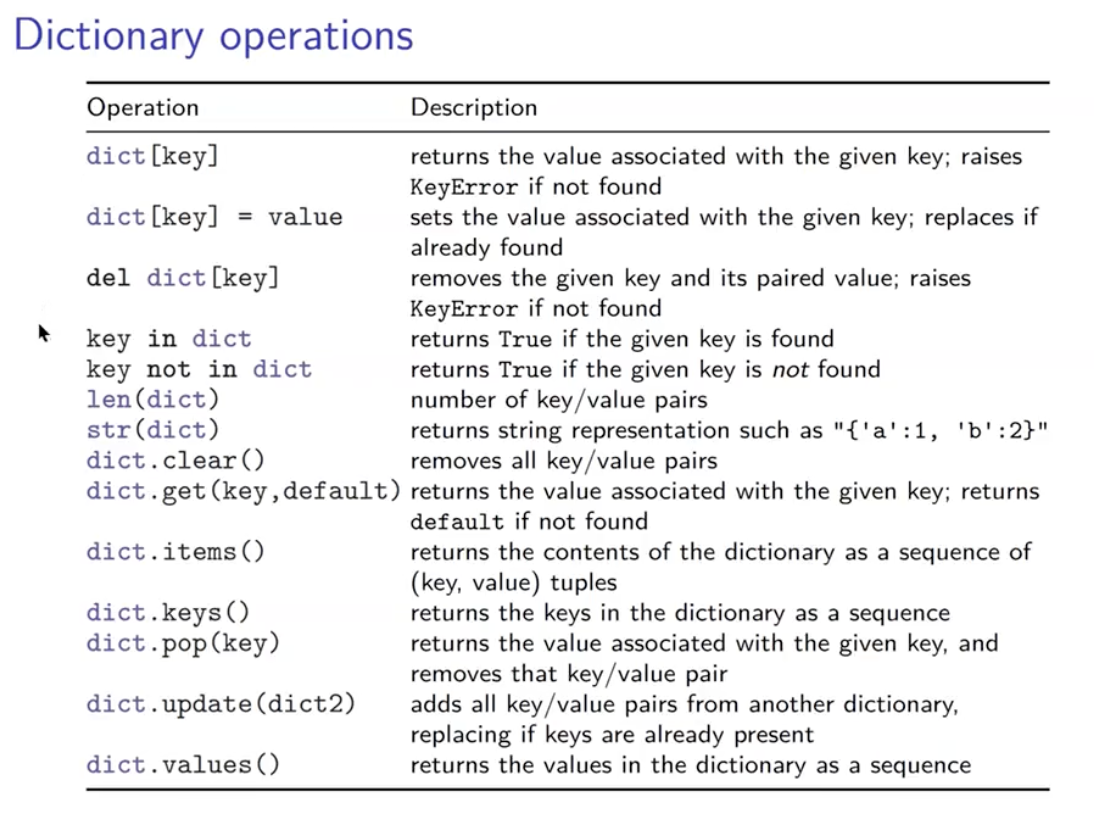 Dictionary operations
Operation Description
dict[key] returns the value associated with the given key; raises
KeyError if not found
dict[key] = value sets the value associated with the given key; replaces if
already found
del dict[key] removes the given key and its paired value; raises
KeyError if not found
key in dict returns True if the given key is found
key not in dict returns True if the given key is not found
len(dict) number of key/value pairs
str(dict) returns string representation such as "{'a':1, 'b':2}"
dict.clear() removes all key/value pairs
dict.get(key,default) returns the value associated with the given key; returns
default if not found
dict.items() returns the contents of the dictionary as a sequence of
(key, value) tuples
dict.keys() returns the keys in the dictionary as a sequence
dict.pop(key) returns the value associated with the given key, and
removes that key/value pair
dict.update(dict2) adds all key/value pairs from another dictionary,
replacing if keys are already present
dict.values() returns the values in the dictionary as a sequence